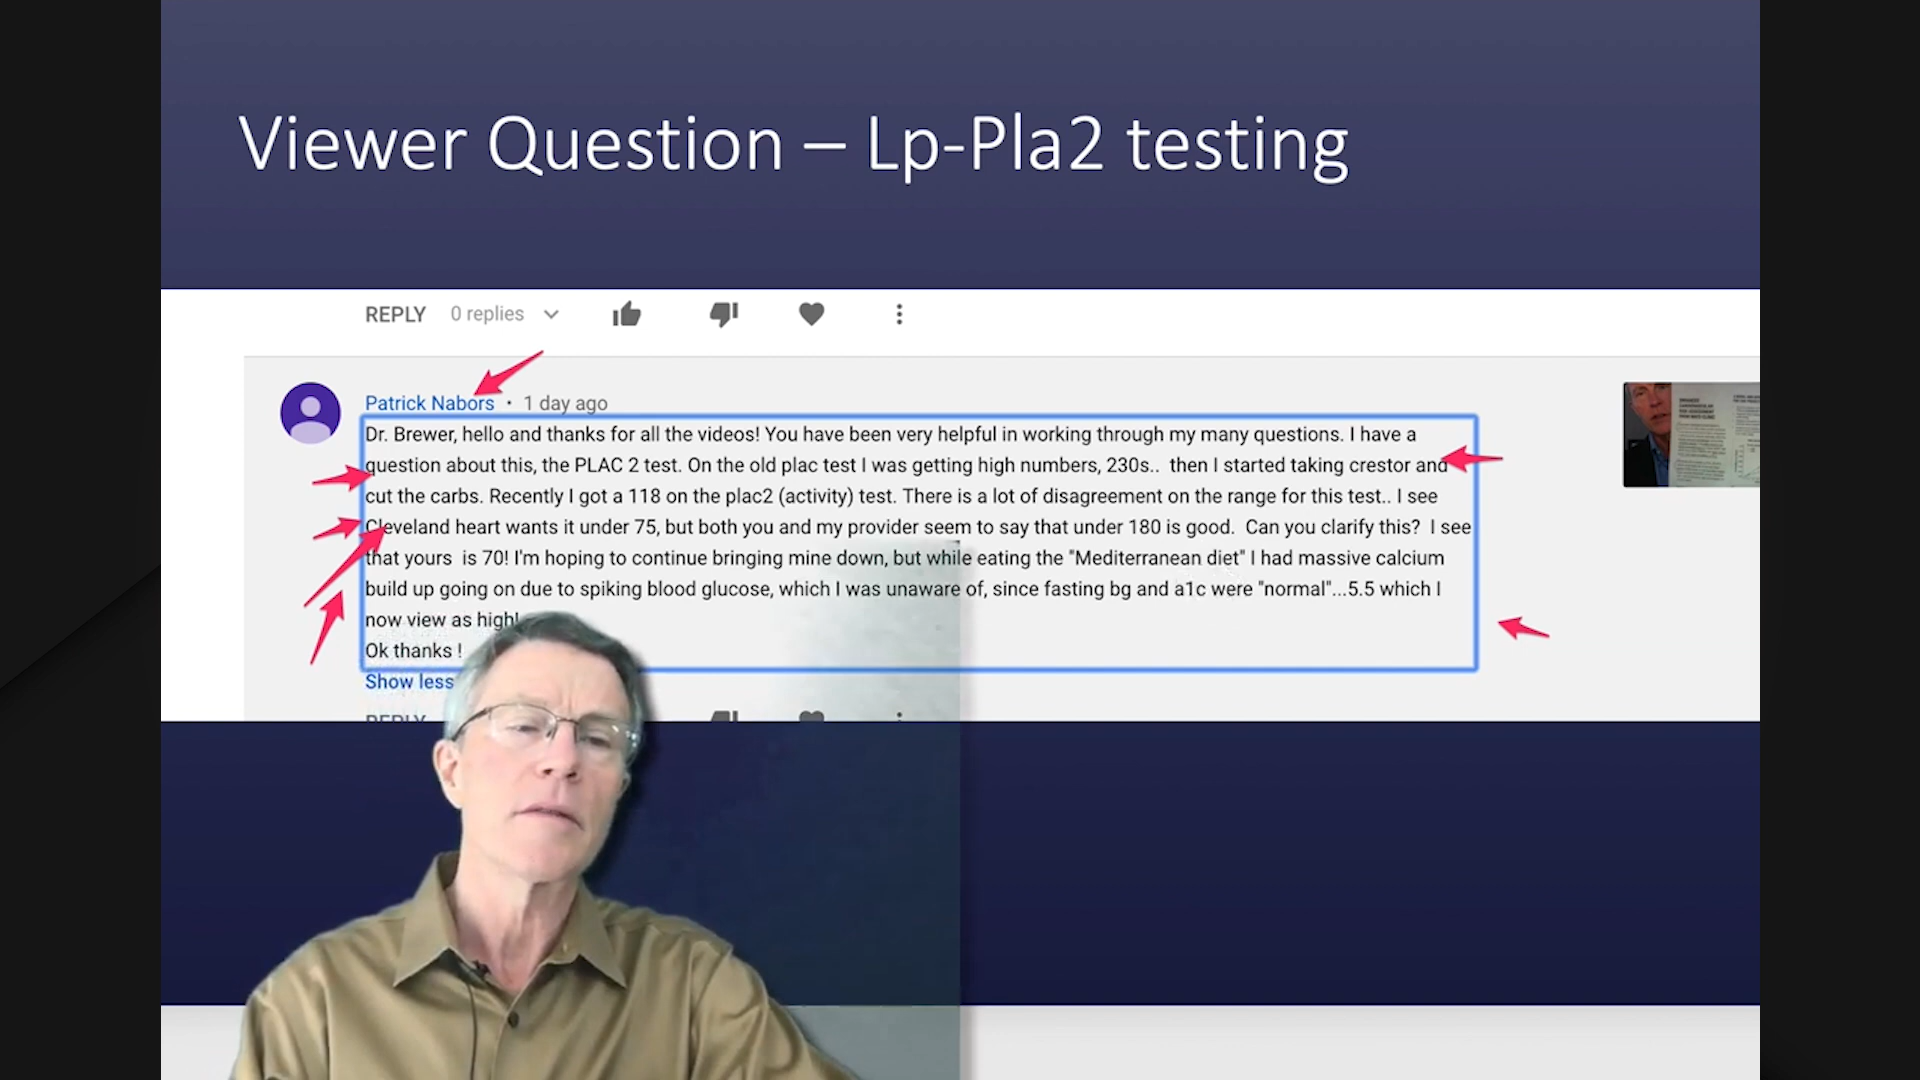 Viewer Question – Lp-Pla2 testing
REPLY 0 replies
Patrick Nabors • 1 day ago
Dr. Brewer, hello and thanks for all the videos! You have been very helpful in working through my many questions. I have a
question about this, the PLAC 2 test. On the old plac test I was getting high numbers, 230s.. then I started taking crestor and
cut the carbs. Recently I got a 118 on the plac2 (activity) test. There is a lot of disagreement on the range for this test.. I see
Cleveland heart wants it under 75, but both you and my provider seem to say that under 180 is good. Can you clarify this? I see
that yours is 70! I'm hoping to continue bringing mine down, but while eating the "Mediterranean diet" I had massive calcium
build up going on due to spiking blood glucose, which I was unaware of, since fasting bg and a1c were "normal"...5.5 which I
now view as high!
Ok thanks !
Show less
REPLY